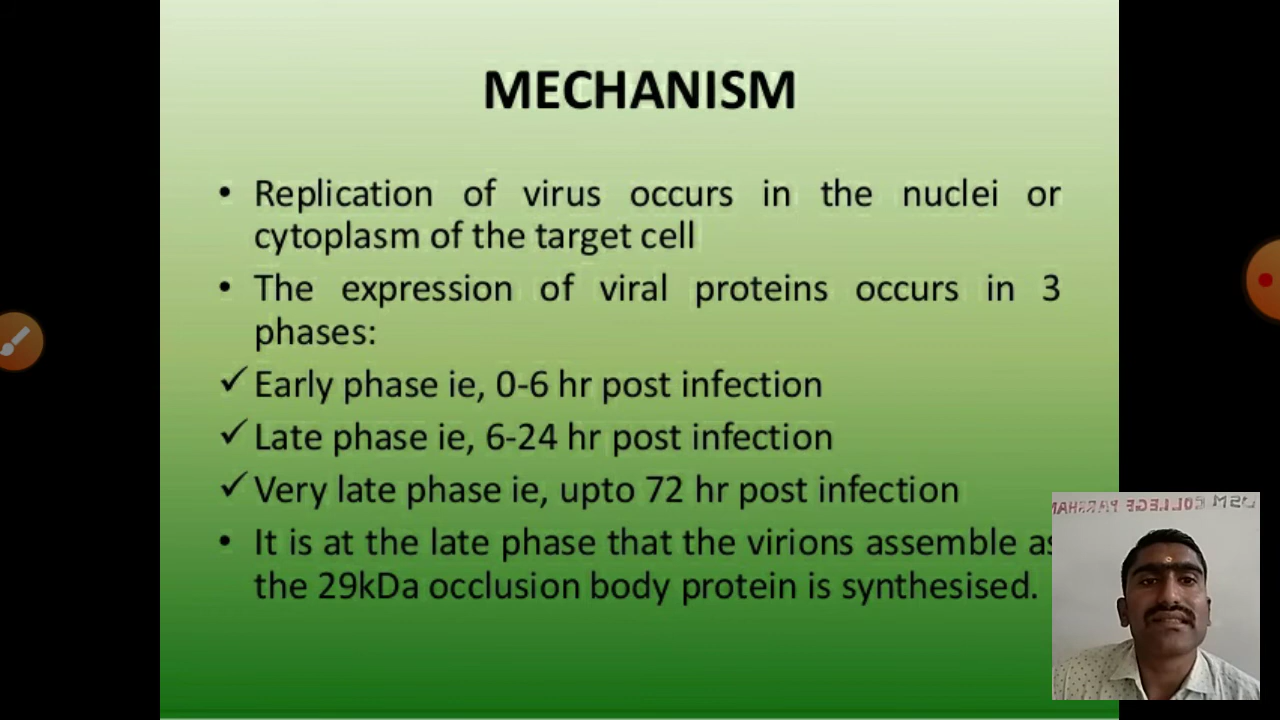 MECHANISM
• Replication of virus occurs in the nuclei or
cytoplasm of the target cell
• The expression of viral proteins occurs in 3
phases:
✓ Early phase ie, 0-6 hr post infection
✓ Late phase ie, 6-24 hr post infection
✓ Very late phase ie, upto 72 hr post infection
• It is at the late phase that the virions assemble as
the 29kDa occlusion body protein is synthesised.
COLLEGE